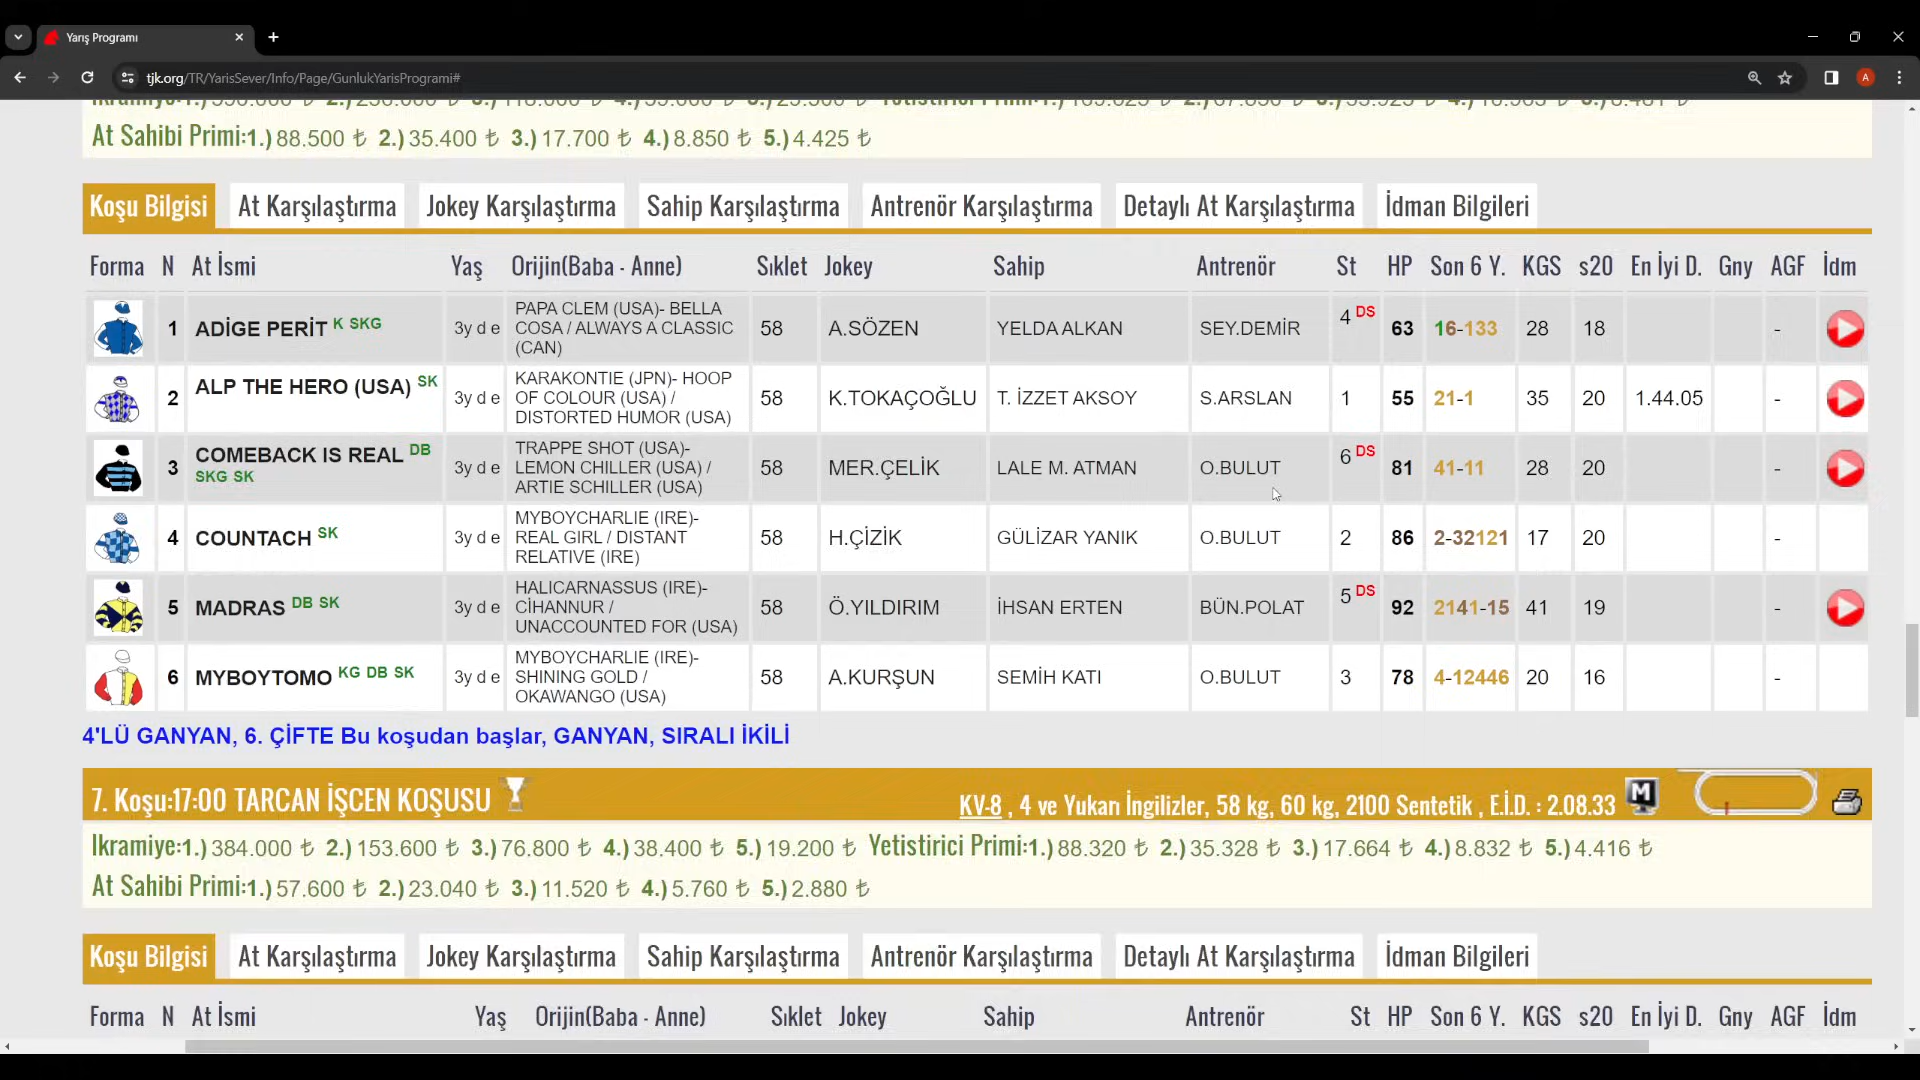 Yarış Programı
tjk.org/TR/YarisSever/Info/Page/GunlukYarisProgrami#
A
At Sahibi Primi:1.) 88.500 ₺ 2.) 35.400 ₺ 3.) 17.700 ₺ 4.) 8.850 ₺ 5.) 4.425 ₺
Koşu Bilgisi At Karşılaştırma Jokey Karşılaştırma Sahip Karşılaştırma Antrenör Karşılaştırma Detaylı At Karşılaştırma İdman Bilgileri
Forma N At İsmi Yaş Orijin(Baba - Anne) Sıklet Jokey Sahip Antrenör St HP Son 6 Y. KGS s20 En İyi D. Gny AGF İdm
1 ADİGE PERİT K SKG 3y d e PAPA CLEM (USA)- BELLA COSA / ALWAYS A CLASSIC (CAN) 58 A.SÖZEN YELDA ALKAN SEY.DEMİR 4 DS 63 16-133 28 18 -
2 ALP THE HERO (USA) SK 3y d e KARAKONTIE (JPN)- HOOP OF COLOUR (USA) / DISTORTED HUMOR (USA) 58 K.TOKAÇOĞLU T. İZZET AKSOY S.ARSLAN 1 55 21-1 35 20 1.44.05 -
3 COMEBACK IS REAL DB SKG SK 3y d e TRAPPE SHOT (USA)- LEMON CHILLER (USA) / ARTIE SCHILLER (USA) 58 MER.ÇELİK LALE M. ATMAN O.BULUT 6 DS 81 41-11 28 20 -
4 COUNTACH SK 3y d e MYBOYCHARLIE (IRE)- REAL GIRL / DISTANT RELATIVE (IRE) 58 H.ÇİZİK GÜLİZAR YANIK O.BULUT 2 86 2-32121 17 20 -
5 MADRAS DB SK 3y d e HALICARNASSUS (IRE)- CİHANNUR / UNACCOUNTED FOR (USA) 58 Ö.YILDIRIM İHSAN ERTEN BÜN.POLAT 5 DS 92 2141-15 41 19 -
6 MYBOYTOMO KG DB SK 3y d e MYBOYCHARLIE (IRE)- SHINING GOLD / OKAWANGO (USA) 58 A.KURŞUN SEMİH KATI O.BULUT 3 78 4-12446 20 16 -
4'LÜ GANYAN, 6. ÇİFTE Bu koşudan başlar, GANYAN, SIRALI İKİLİ
7. Koşu:17:00 TARCAN İŞCEN KOŞUSU KV-8 , 4 ve Yukarı İngilizler, 58 kg, 60 kg, 2100 Sentetik , E.İ.D. : 2.08.33 M
Ikramiye:1.) 384.000 ₺ 2.) 153.600 ₺ 3.) 76.800 ₺ 4.) 38.400 ₺ 5.) 19.200 ₺ Yetistirici Primi:1.) 88.320 ₺ 2.) 35.328 ₺ 3.) 17.664 ₺ 4.) 8.832 ₺ 5.) 4.416 ₺
At Sahibi Primi:1.) 57.600 ₺ 2.) 23.040 ₺ 3.) 11.520 ₺ 4.) 5.760 ₺ 5.) 2.880 ₺
Koşu Bilgisi At Karşılaştırma Jokey Karşılaştırma Sahip Karşılaştırma Antrenör Karşılaştırma Detaylı At Karşılaştırma İdman Bilgileri
Forma N At İsmi Yaş Orijin(Baba - Anne) Sıklet Jokey Sahip Antrenör St HP Son 6 Y. KGS s20 En İyi D. Gny AGF İdm